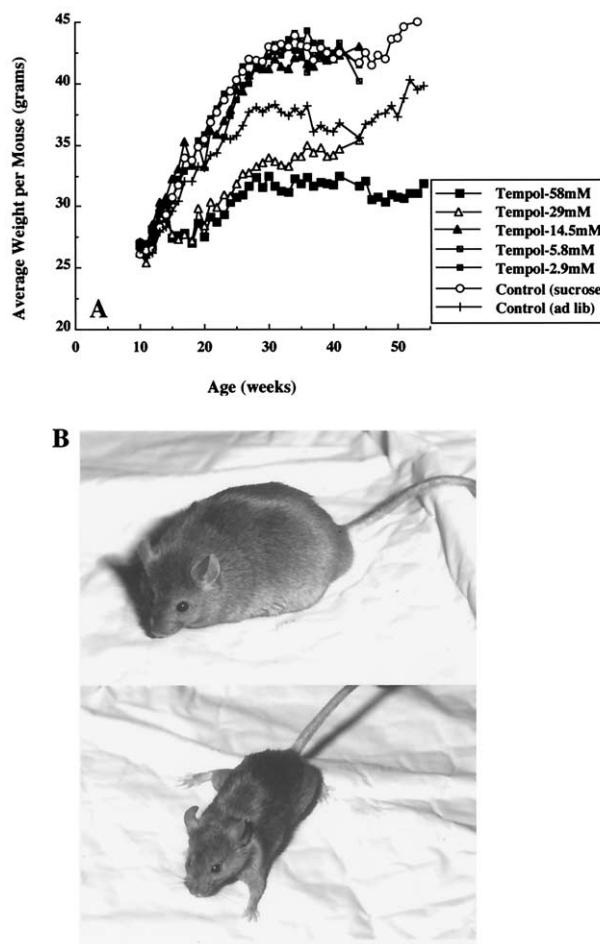 45
40
35
30
25
20
Average Weight per Mouse (grams)
A
10 20 30 40 50
Age (weeks)
Tempol-58mM
Tempol-29mM
Tempol-14.5mM
Tempol-5.8mM
Tempol-2.9mM
Control (sucrose
Control (ad lib)
B